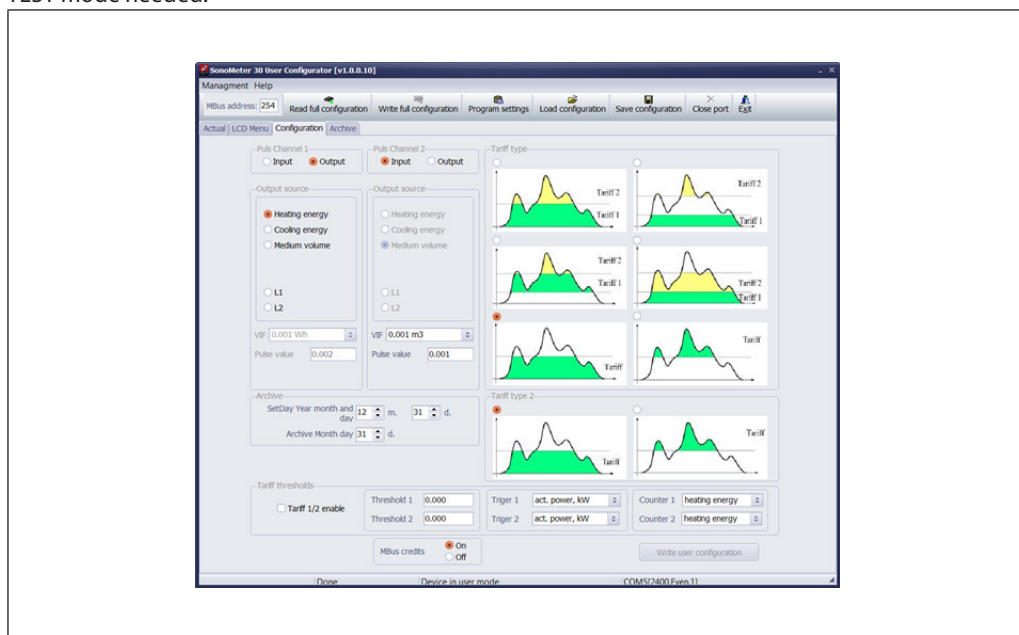 TEST mode needed.
SonoMeter 30 User Configurator [v1.0.0.10]
Managment Help
MBus address: 254 Read full configuration Write full configuration Program settings Load configuration Save configuration Close port Exit
Actual LCD Menu Configuration Archive
Puls Channel 1
Input Output
Puls Channel 2
Input Output
Output source
Heating energy
Cooling energy
Medium volume
L1
L2
VIF 0.001 Wh
Pulse value 0.002
Output source
Heating energy
Cooling energy
Medium volume
L1
L2
VIF 0.001 m3
Pulse value 0.001
Tariff type
Tariff 2
Tariff 1
Tariff 2
Tariff 1
Tariff 2
Tariff 1
Tariff 2
Tariff 1
Tariff
Tariff
Archive
SetDay Year month and day 12 m. 31 d.
Archive Month day 31 d.
Tariff type 2
Tariff
Tariff
Tariff thresholds
Tariff 1/2 enable
Threshold 1 0.000
Threshold 2 0.000
Triger 1 act. power, kW
Triger 2 act. power, kW
Counter 1 heating energy
Counter 2 heating energy
MBus credits On
Off
Write user configuration
Done Device in user mode COM5[2400,Even,1]